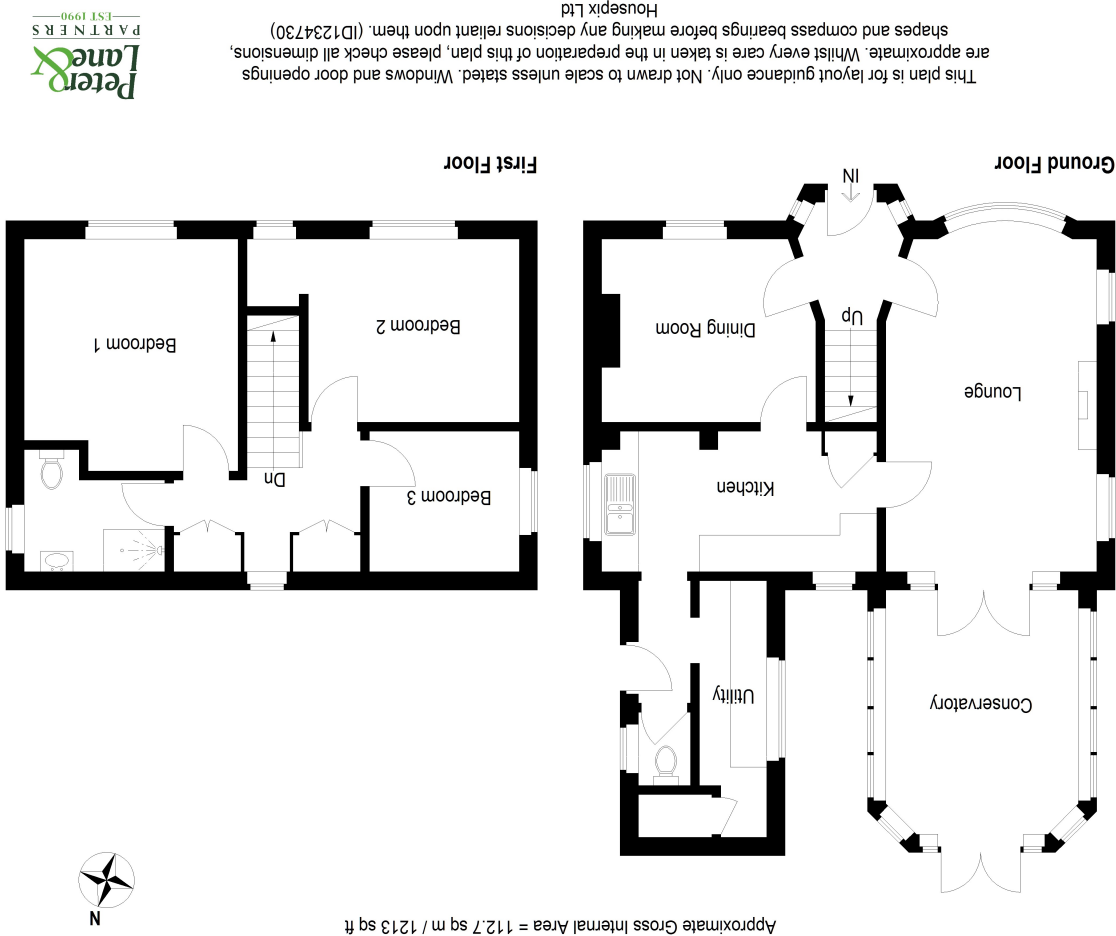 Approximate Gross Internal Area = 112.7 sq m / 1213 sq ft
N
Conservatory
Utility
Kitchen
Lounge
Dining Room
Up
IN
Bedroom 3
Dn
Bedroom 2
Bedroom 1
Ground Floor
First Floor
This plan is for layout guidance only. Not drawn to scale unless stated. Windows and door openings
are approximate. Whilst every care is taken in the preparation of this plan, please check all dimensions,
shapes and compass bearings before making any decisions reliant upon them. (ID1234730)
Housepix Ltd
Peter&
Lane
PARTNERS
EST 1990